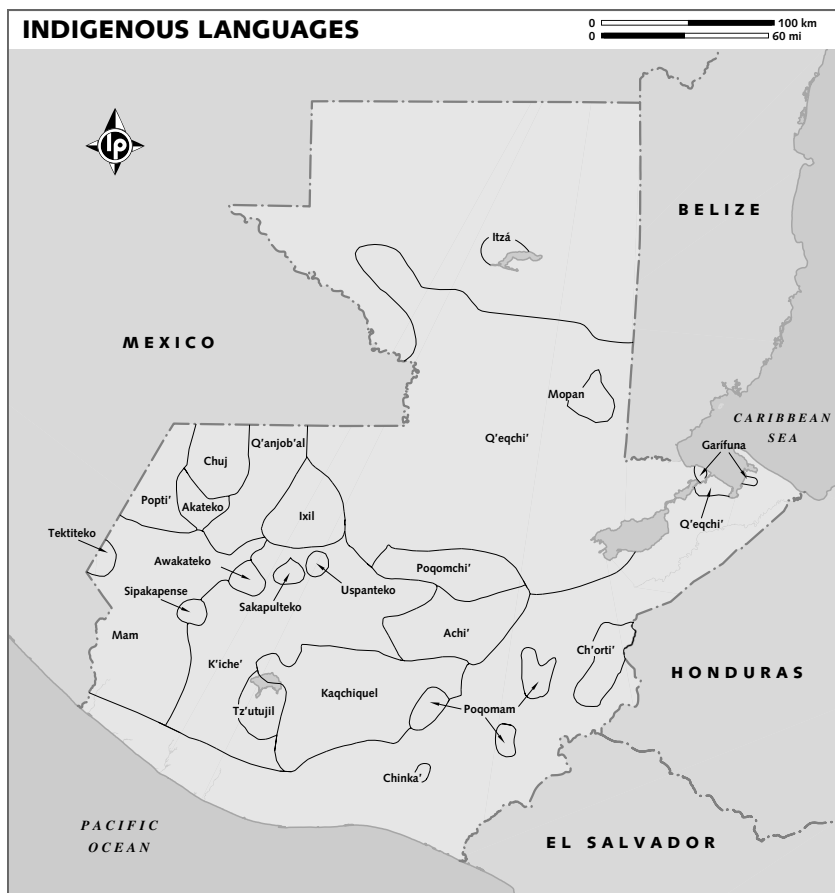 INDIGENOUS LANGUAGES
0 100 km
0 60 mi
lp
BELIZE
Itzá
MEXICO
Mopan
CARIBBEAN
SEA
Q'anjob'al
Q'eqchi'
Garifuna
Chuj
Popti'
Akateko
Ixil
Q'eqchi'
Tektiteko
Awakateko
Poqomchi'
Sipakapense
Uspanteko
Sakapulteko
Mam
Achi'
Ch'orti'
K'iche'
HONDURAS
Kaqchiquel
Tz'utujil
Poqomam
Chinka'
PACIFIC
OCEAN
EL SALVADOR